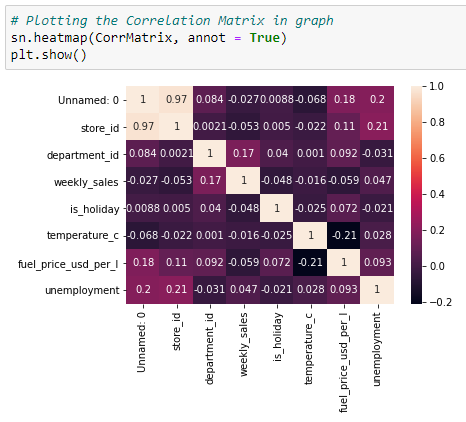 # Plotting the Correlation Matrix in graph
sn.heatmap(CorrMatrix, annot = True)
plt.show()
Unnamed: 0 1 0.97 0.084 -0.027 0.0088 -0.068 0.18 0.2
store_id 0.97 1 0.0021 -0.053 0.005 -0.022 0.11 0.21
department_id 0.084 0.0021 1 0.17 0.04 0.001 0.092 -0.031
weekly_sales -0.027 -0.053 0.17 1 -0.048 -0.016 -0.059 0.047
is_holiday 0.0088 0.005 0.04 -0.048 1 -0.025 0.072 -0.021
temperature_c -0.068 -0.022 0.001 -0.016 -0.025 1 -0.21 0.028
fuel_price_usd_per_l 0.18 0.11 0.092 -0.059 0.072 -0.21 1 0.093
unemployment 0.2 0.21 -0.031 0.047 -0.021 0.028 0.093 1
Unnamed: 0
store_id
department_id
weekly_sales
is_holiday
temperature_c
fuel_price_usd_per_l
unemployment
1.0
0.8
0.6
0.4
0.2
0.0
−0.2